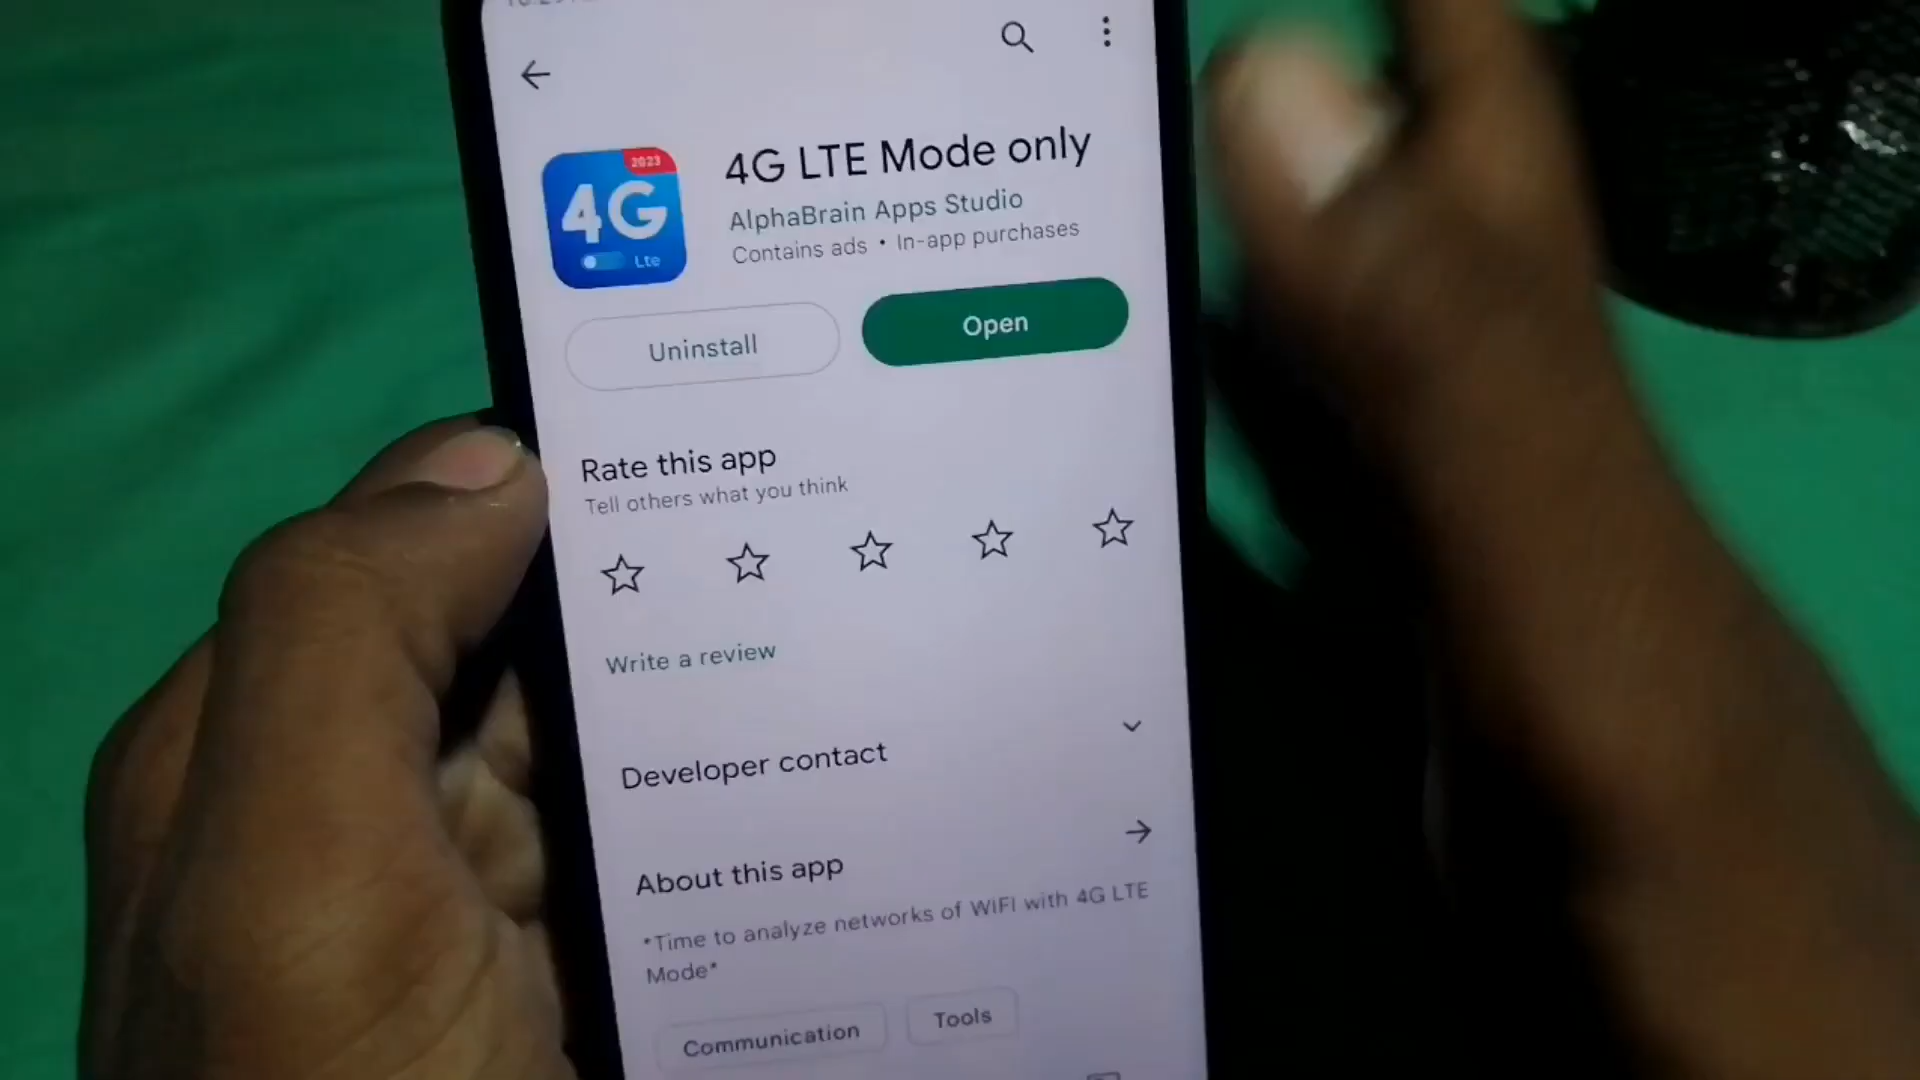 4G LTE Mode only
2023
4G
Lte
AlphaBrain Apps Studio
Contains ads • In-app purchases
Uninstall
Open
Rate this app
Tell others what you think
Write a review
Developer contact
About this app
*Time to analyze networks of WIFI with 4G LTE
Mode*
Communication
Tools